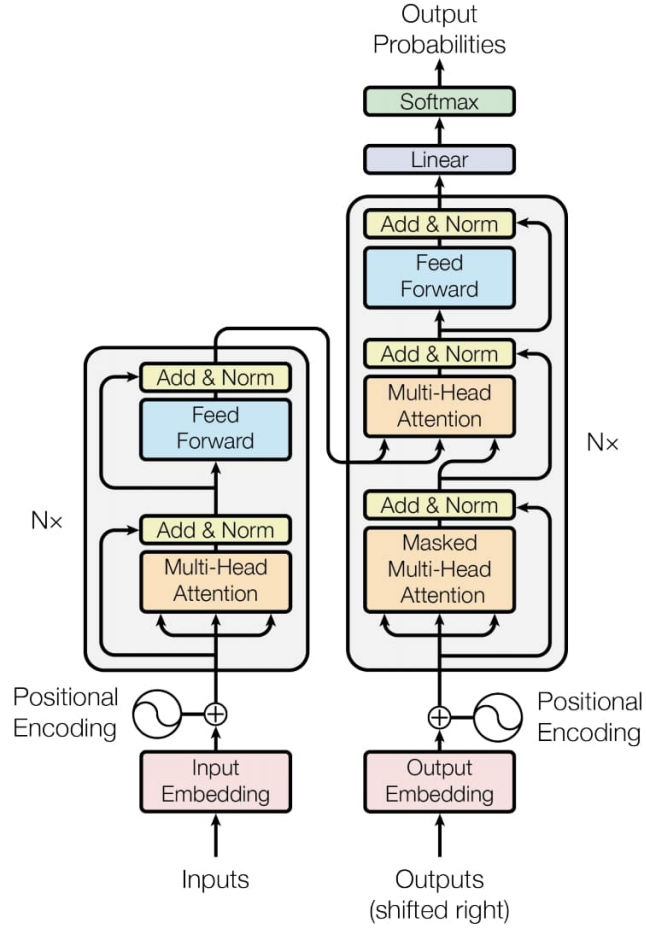 Output
Probabilities
Softmax
Linear
Add & Norm
Feed
Forward
Add & Norm
Multi-Head
Attention
Add & Norm
Masked
Multi-Head
Attention
Nx
Add & Norm
Feed
Forward
Add & Norm
Multi-Head
Attention
Nx
Positional
Encoding
Positional
Encoding
Input
Embedding
Output
Embedding
Inputs
Outputs
(shifted right)